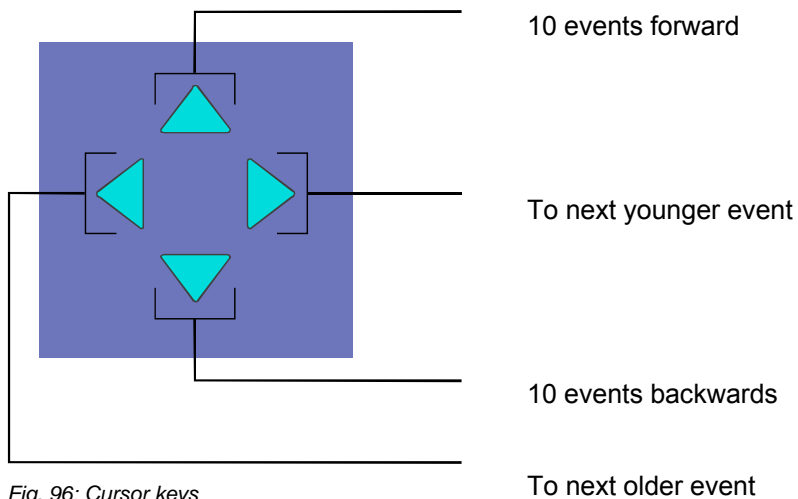 10 events forward
To next younger event
10 events backwards
To next older event
Fig. 96: Cursor keys